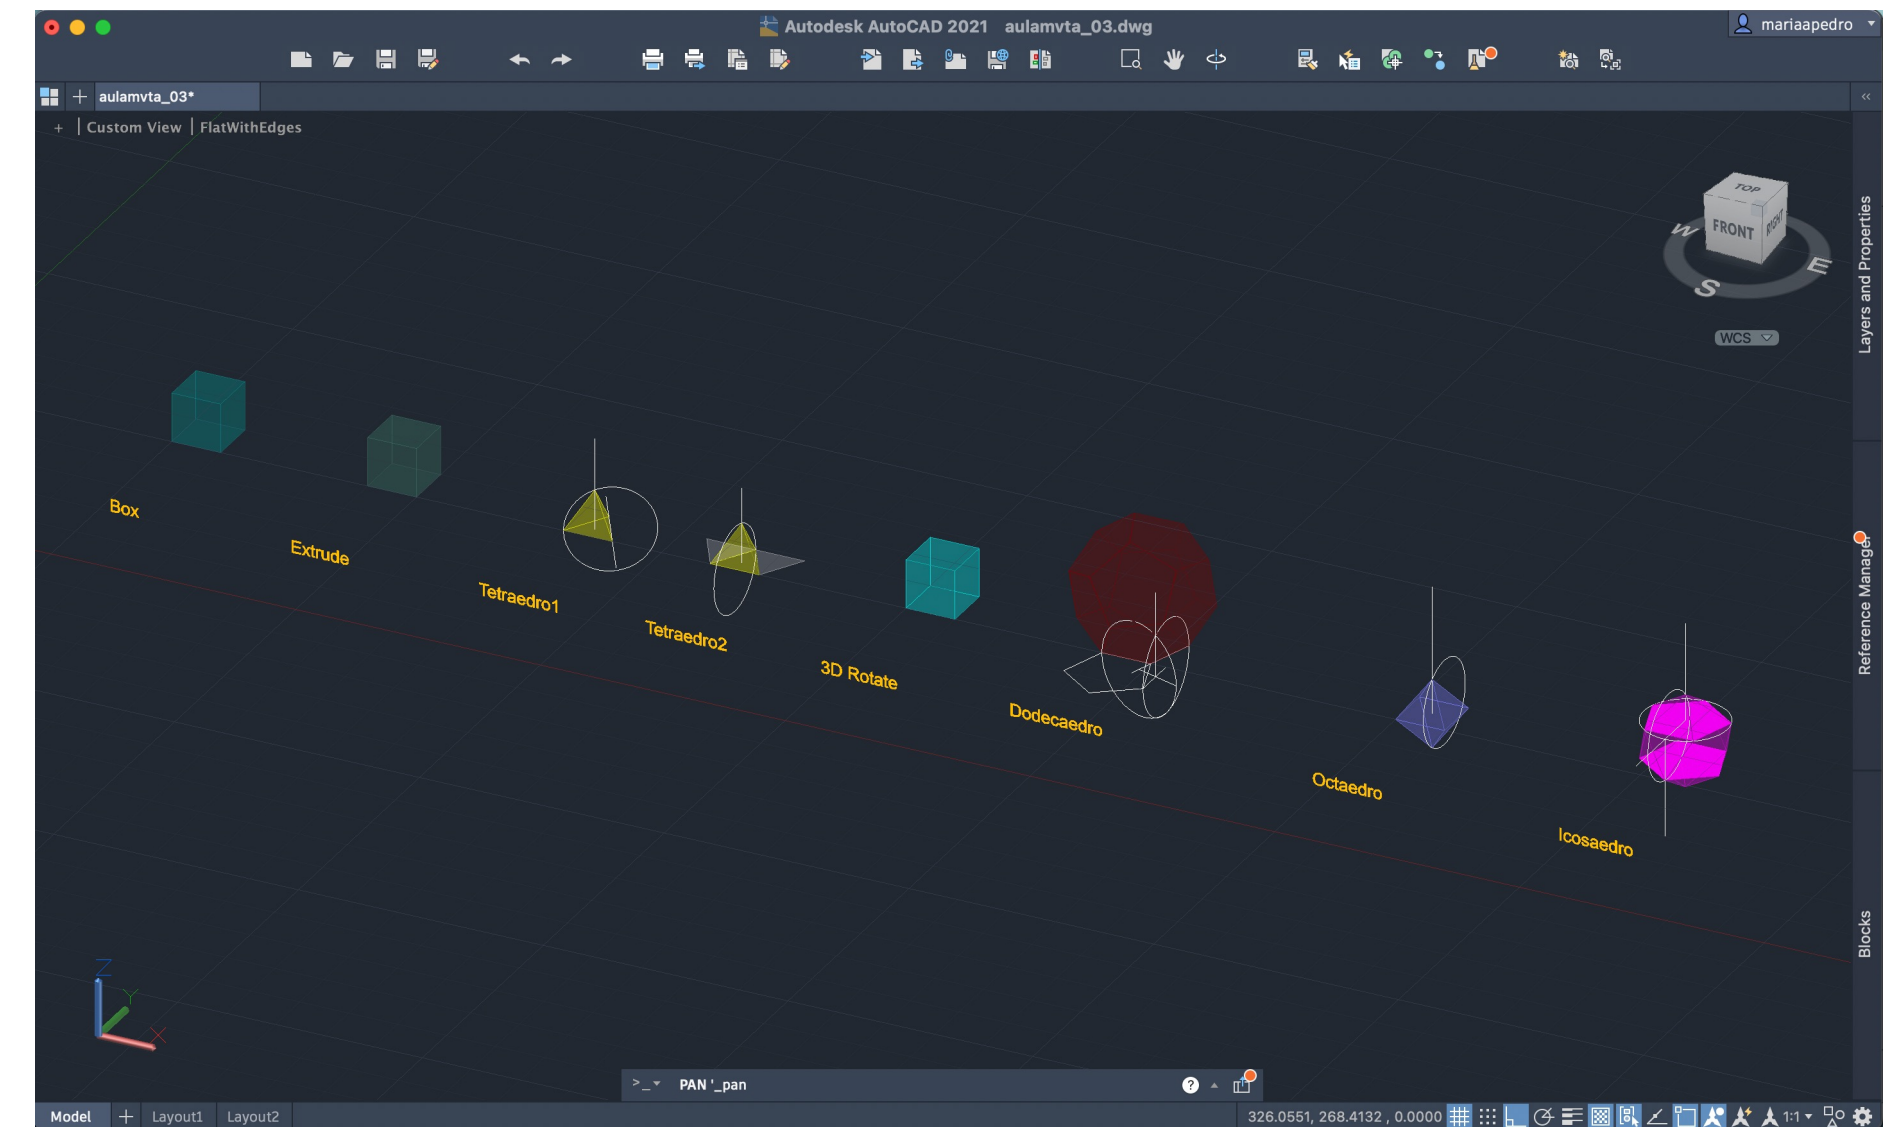 Autodesk AutoCAD 2021 aulamvta_03.dwg
mariaapedro
aulamvta_03*
+ | Custom View | FlatWithEdges
TOP
FRONT
RIGHT
W
S
E
WCS
Layers and Properties
Reference Manager
Blocks
Box
Extrude
Tetraedro1
Tetraedro2
3D Rotate
Dodecaedro
Octaedro
Icosaedro
Z
Y
X
>_ PAN '_pan
Model + Layout1 Layout2
326.0551, 268.4132 , 0.0000
1:1